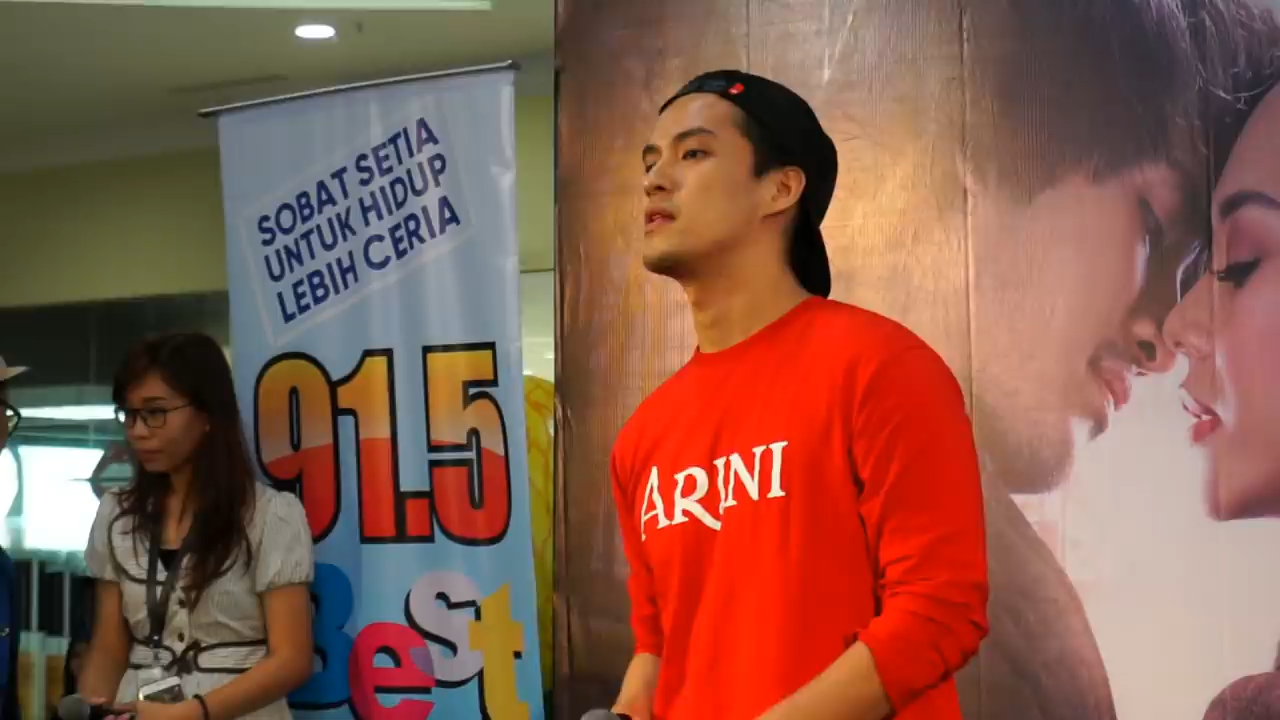 SOBAT SETIA
UNTUK HIDUP
LEBIH CERIA
91.5
Best
ARINI